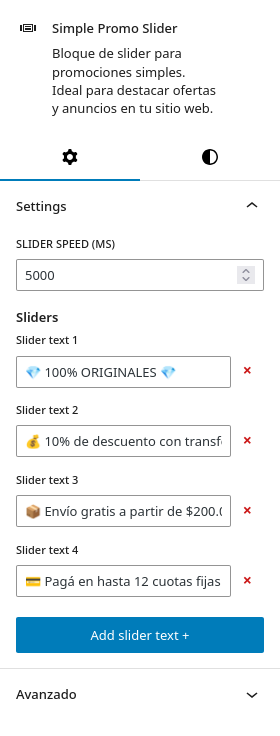 Simple Promo Slider
Bloque de slider para
promociones simples.
Ideal para destacar ofertas
y anuncios en tu sitio web.
Settings
SLIDER SPEED (MS)
5000
Sliders
Slider text 1
💎 100% ORIGINALES 💎
Slider text 2
💰 10% de descuento con transf
Slider text 3
📦 Envío gratis a partir de $200.0
Slider text 4
💳 Pagá en hasta 12 cuotas fijas
Add slider text +
Avanzado